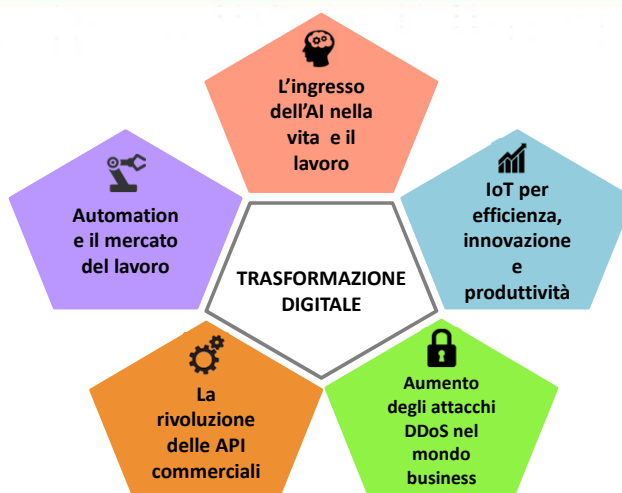 L'ingresso
dell'AI nella
vita e il
lavoro
Automation
e il mercato
del lavoro
IoT per
efficienza,
innovazione
e
produttività
TRASFORMAZIONE
DIGITALE
La
rivoluzione
delle API
commerciali
Aumento
degli attacchi
DDoS nel
mondo
business